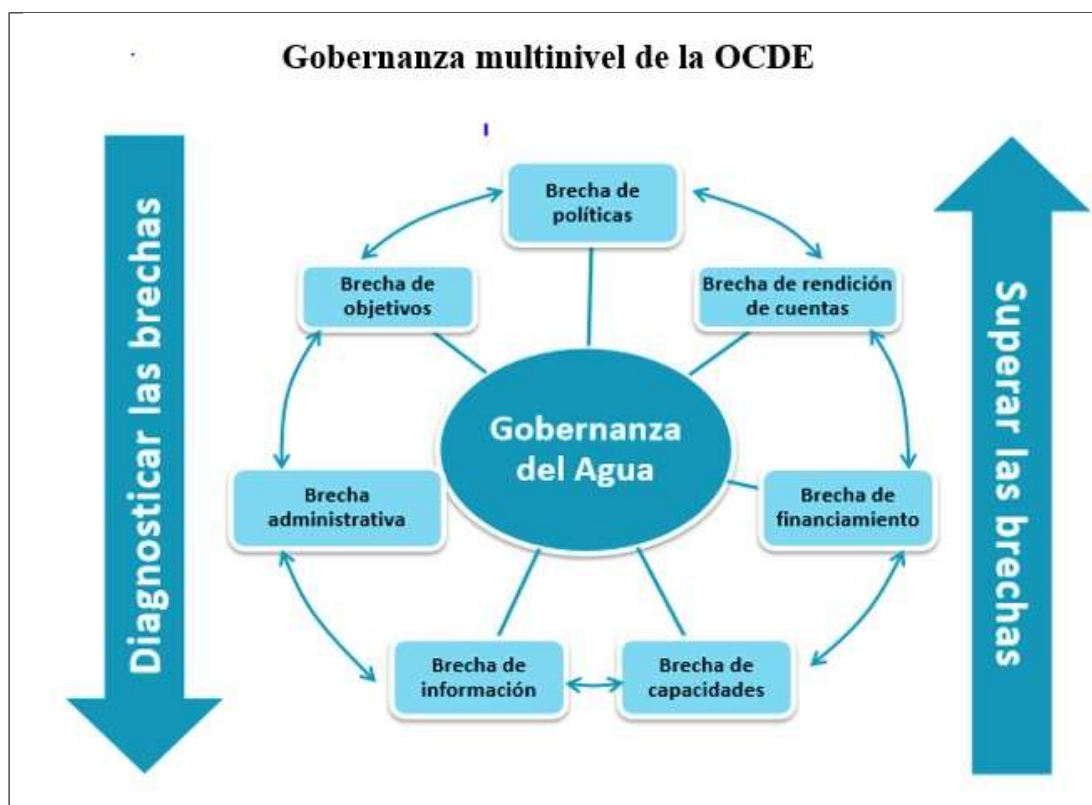 Gobernanza multinivel de la OCDE
Diagnosticar las brechas
Brecha de
políticas
Brecha de
objetivos
Brecha de rendición
de cuentas
Gobernanza
del Agua
Brecha
administrativa
Brecha de
financiamiento
Brecha de
información
Brecha de
capacidades
Superar las brechas